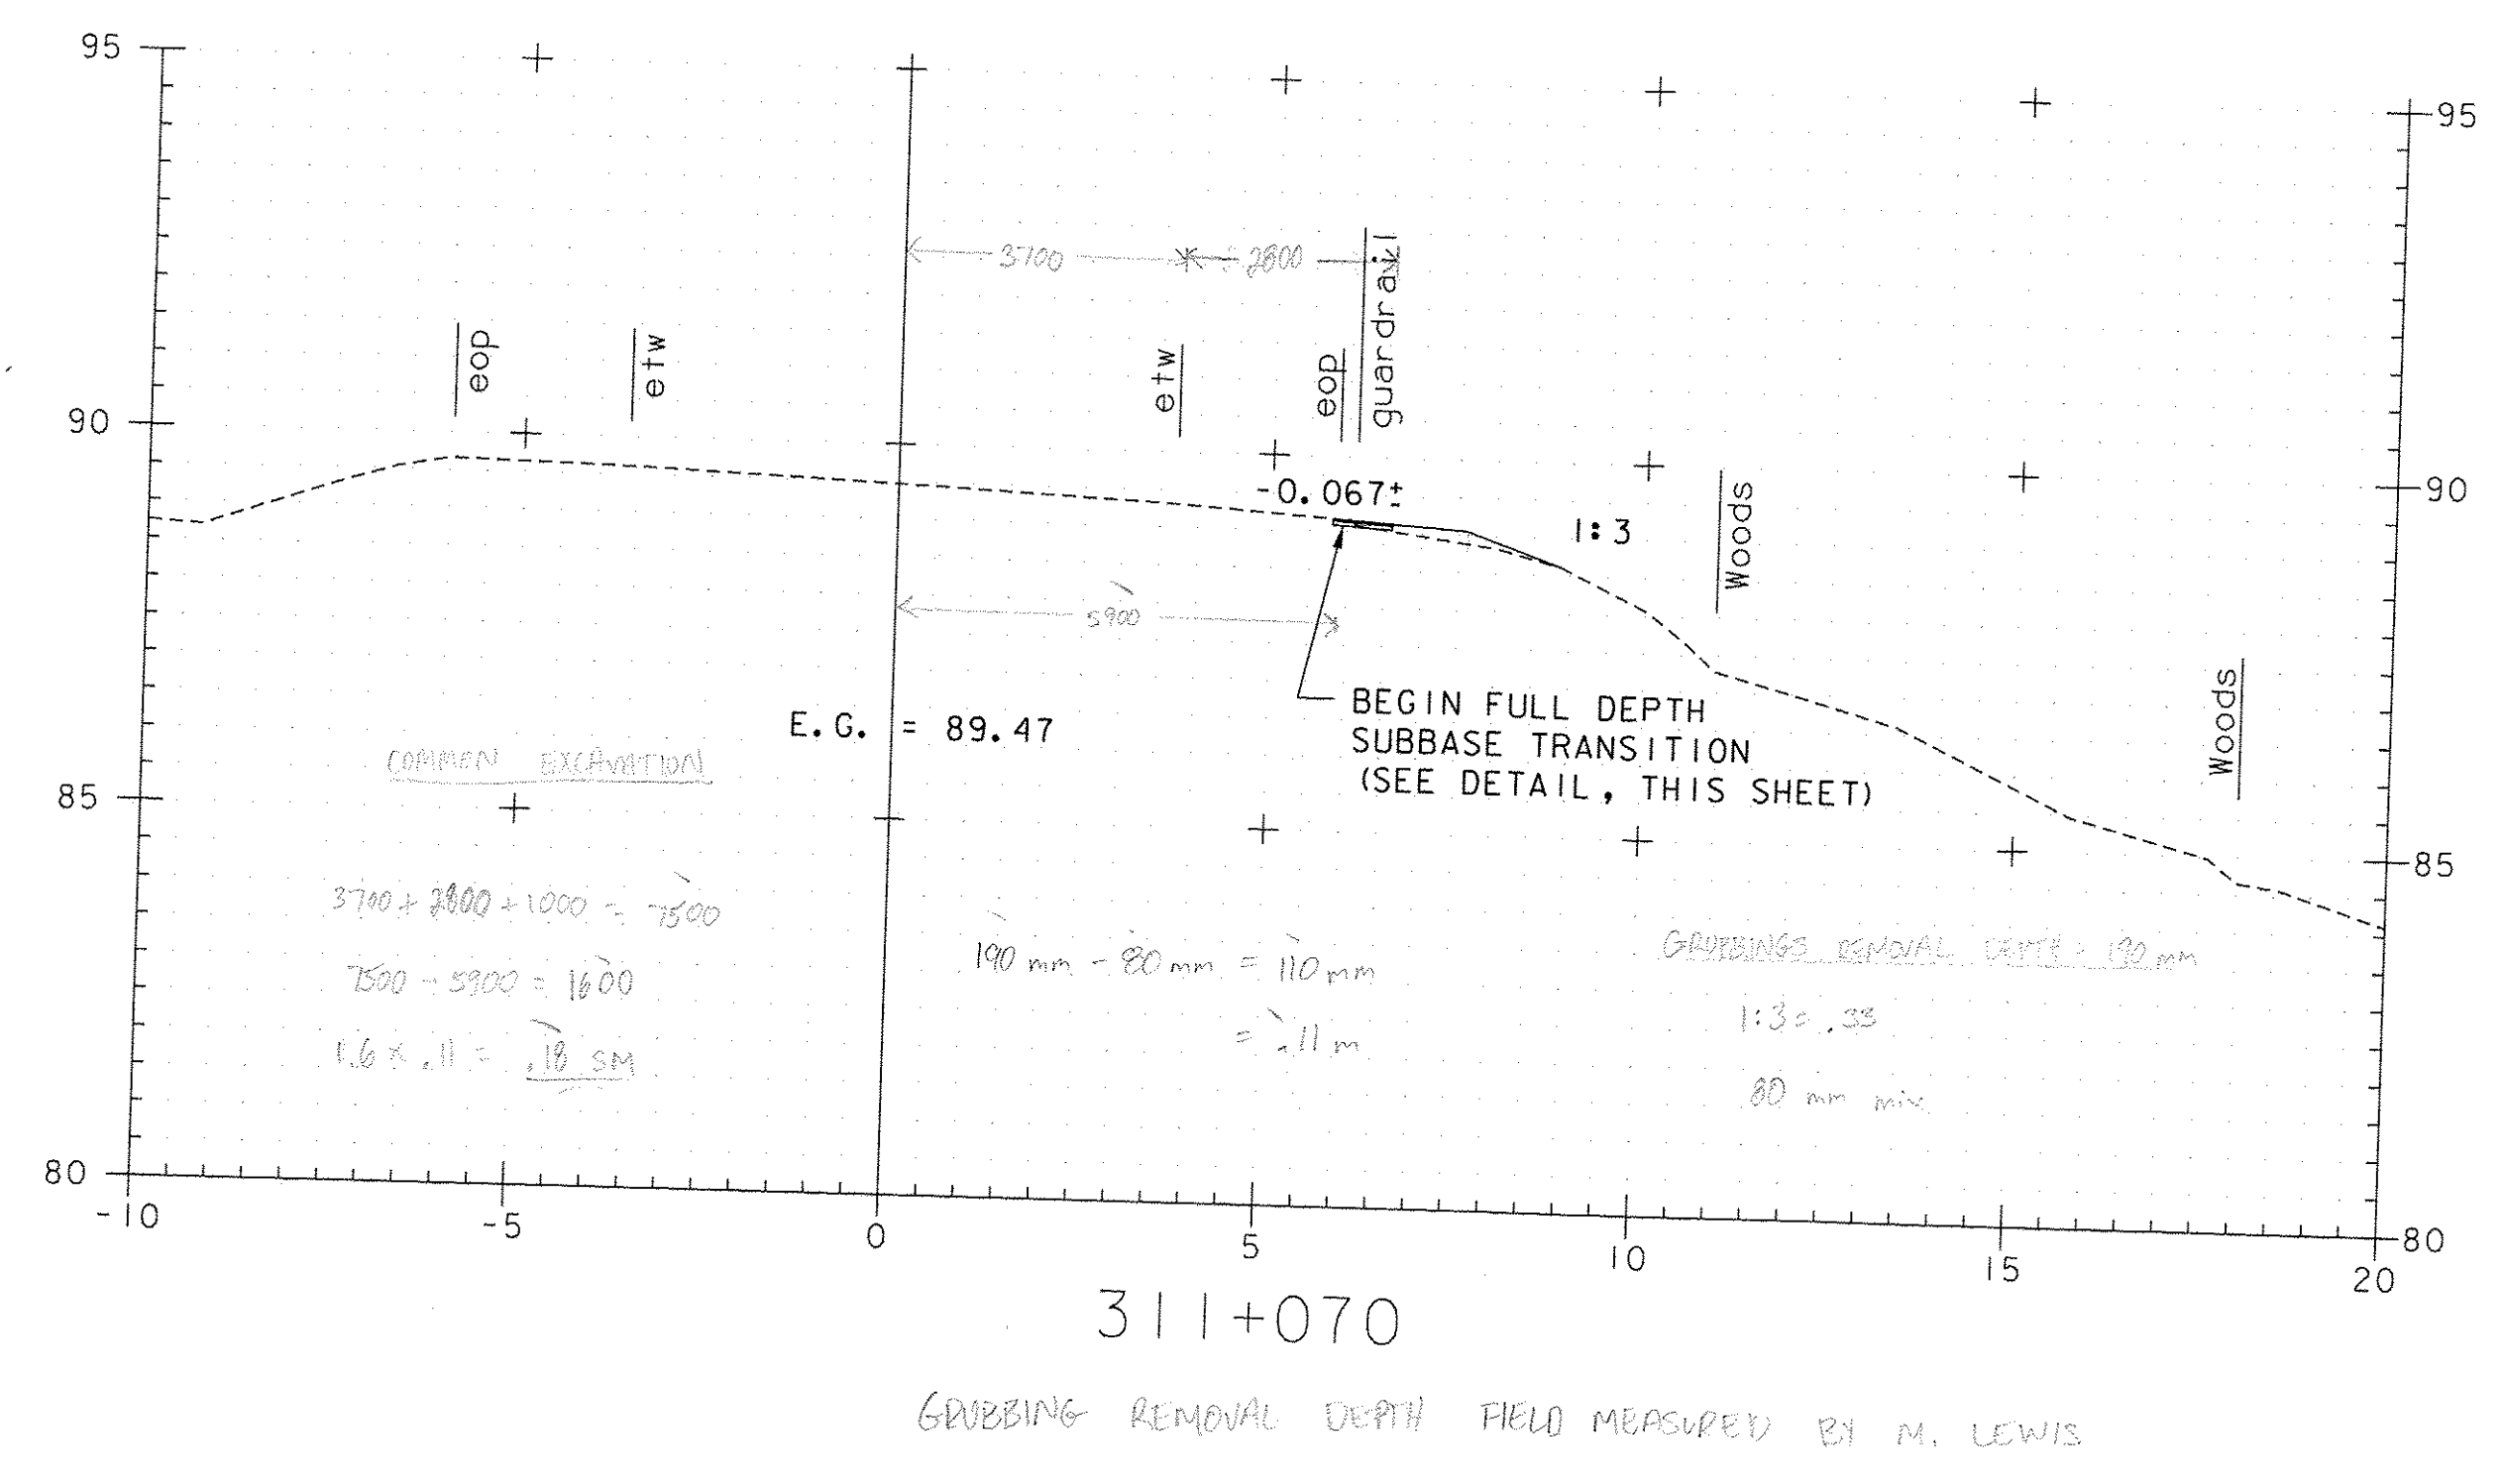 95
95
3700
2800
guardrail
eop
etw
etw
eop
90
-0.067±
1:3
Woods
90
5900
BEGIN FULL DEPTH
SUBBASE TRANSITION
(SEE DETAIL, THIS SHEET)
E.G. = 89.47
Woods
COMMEN EXCAVATION
85
85
3700 + 2800 + 1000 = 7500
7500 - 5900 = 1600
1.6 x .11 = .18 SM
190 mm - 80 mm = 110 mm
= .11 m
GRUBBINGS REMOVAL DEPTH = 190 mm
1:3 = .33
80 mm mix
80
80
-10
-5
0
5
10
15
20
311+070
GRUBBING REMOVAL DEPTH FIELD MEASURED BY M. LEWIS